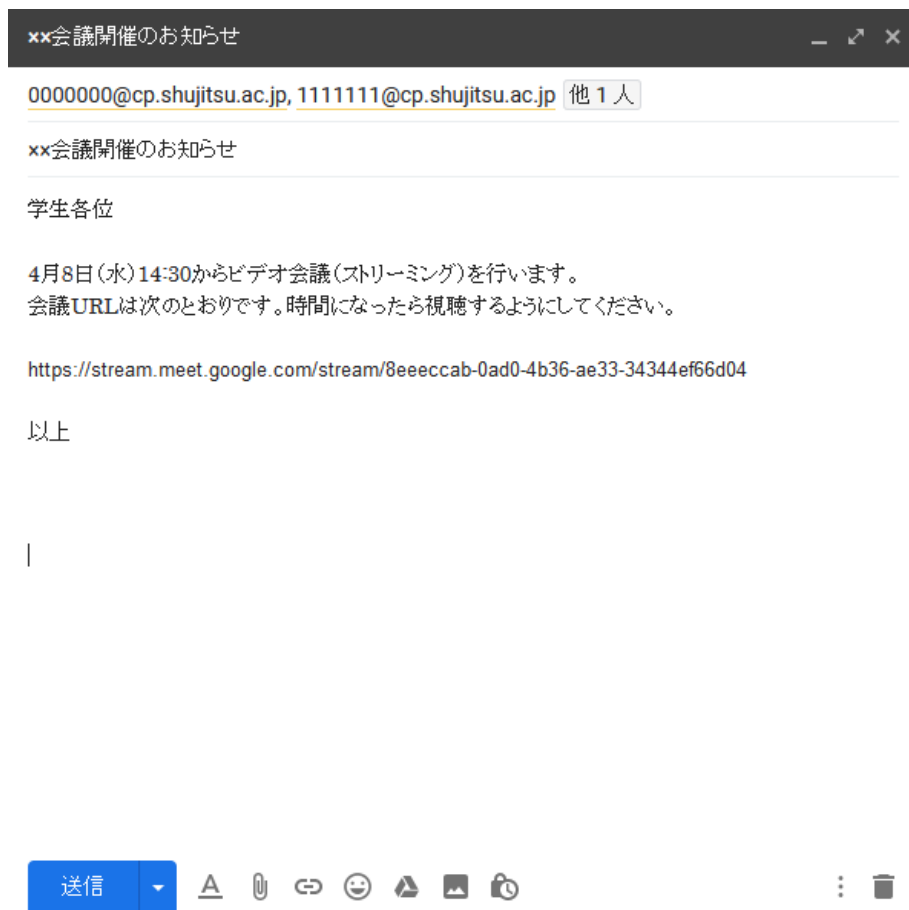 ××会議開催のお知らせ
0000000@cp.shujitsu.ac.jp, 1111111@cp.shujitsu.ac.jp 他 1 人
××会議開催のお知らせ
学生各位
4月8日(水)14:30からビデオ会議(ストリーミング)を行います。
会議URLは次のとおりです。時間になったら視聴するようにしてください。
https://stream.meet.google.com/stream/8eeeccab-0ad0-4b36-ae33-34344ef66d04
以上
送信